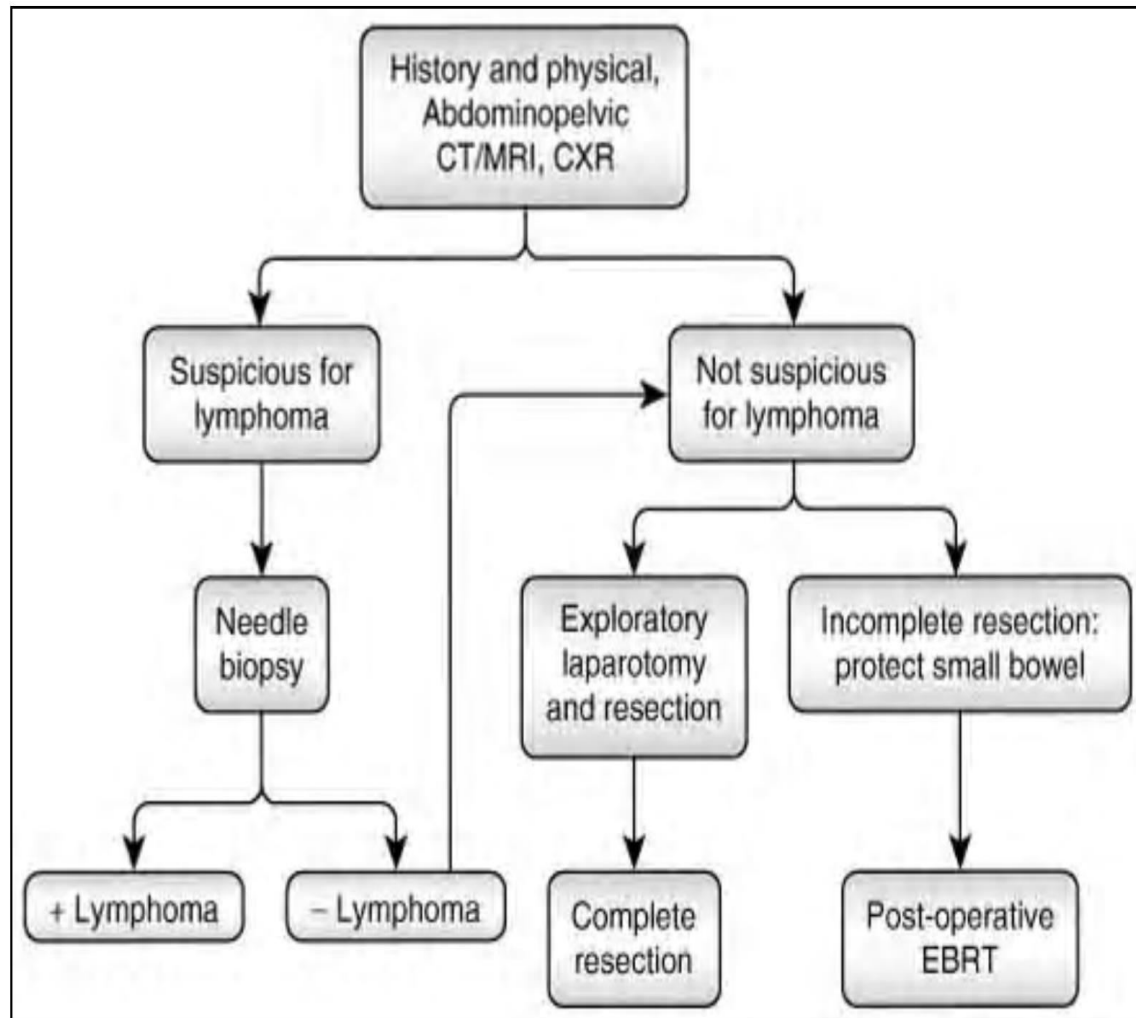 History and physical,
Abdominopelvic
CT/MRI, CXR
Suspicious for
lymphoma
Not suspicious
for lymphoma
Needle
biopsy
Exploratory
laparotomy
and resection
Incomplete resection:
protect small bowel
+ Lymphoma
– Lymphoma
Complete
resection
Post-operative
EBRT